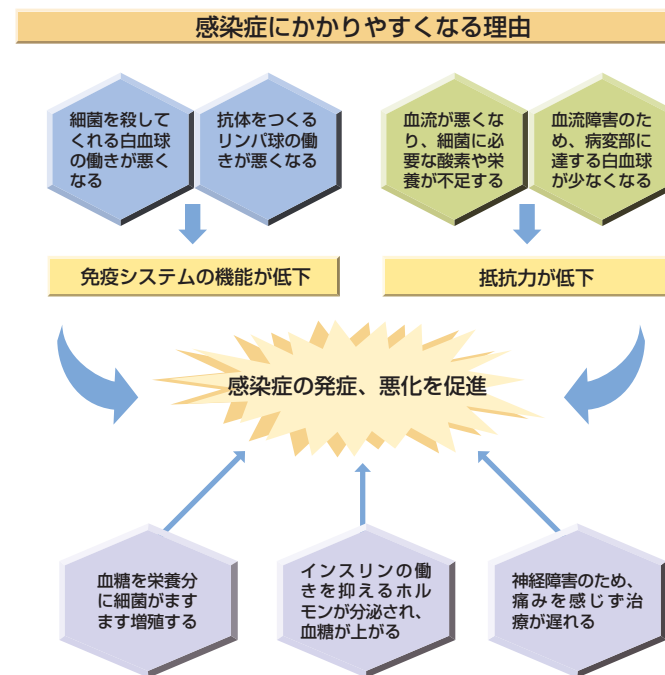 感染症にかかりやすくなる理由
細菌を殺して
くれる白血球
の働きが悪く
なる
抗体をつくる
リンパ球の働
きが悪くなる
血流が悪くな
り、細菌に必
要な酸素や栄
養が不足する
血流障害のた
め、病変部に
達する白血球
が少なくなる
免疫システムの機能が低下
抵抗力が低下
感染症の発症、悪化を促進
血糖を栄養分
に細菌がます
ます増殖する
インスリンの働
きを抑えるホル
モンが分泌され、
血糖が上がる
神経障害のため、
痛みを感じず治
療が遅れる